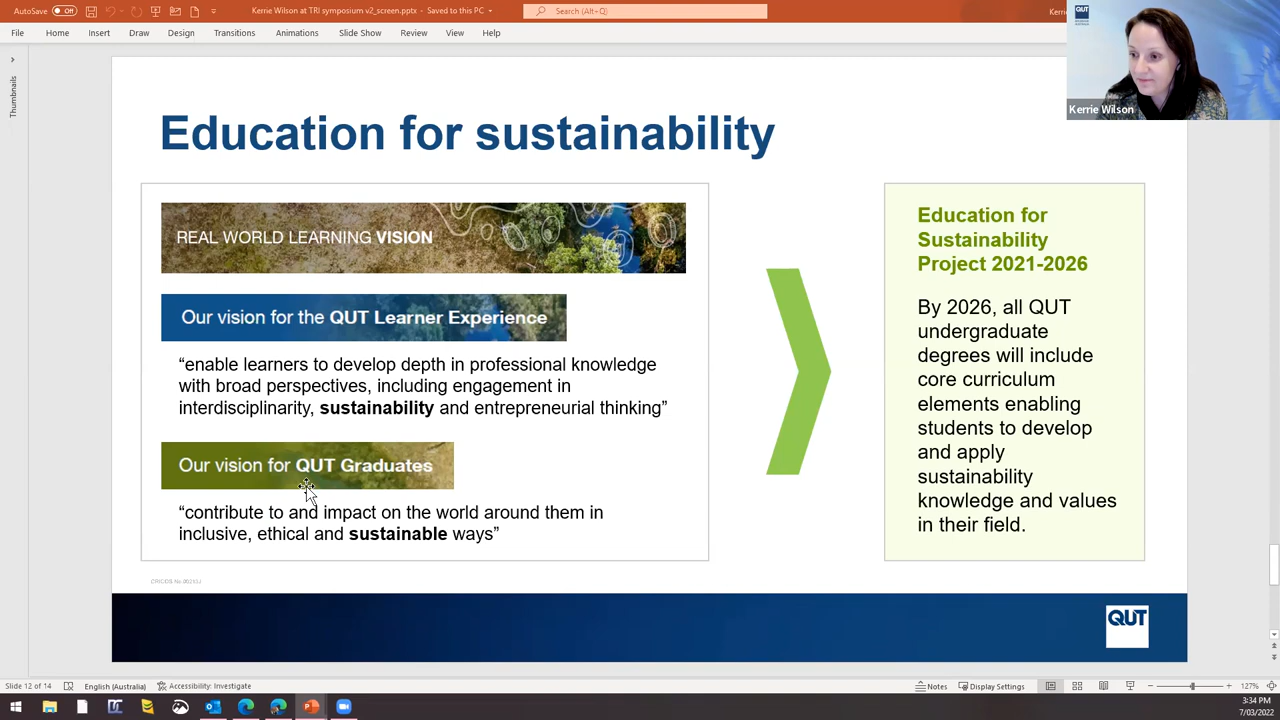 AutoSave Off
Kerrie Wilson at TRI symposium v2_screen.pptx - Saved to this PC
Search (Alt+Q)
Kerri
QUT
File Home Insert Draw Design Transitions Animations Slide Show Review View Help
Kerrie Wilson
Thumbnails
Education for sustainability
REAL WORLD LEARNING VISION
Our vision for the QUT Learner Experience
“enable learners to develop depth in professional knowledge
with broad perspectives, including engagement in
interdisciplinarity, sustainability and entrepreneurial thinking”
Our vision for QUT Graduates
“contribute to and impact on the world around them in
inclusive, ethical and sustainable ways”
Education for
Sustainability
Project 2021-2026
By 2026, all QUT
undergraduate
degrees will include
core curriculum
elements enabling
students to develop
and apply
sustainability
knowledge and values
in their field.
QUT
Slide 12 of 14 English (Australia) Accessibility: Investigate Notes Display Settings 127%
3:34 PM
7/03/2022